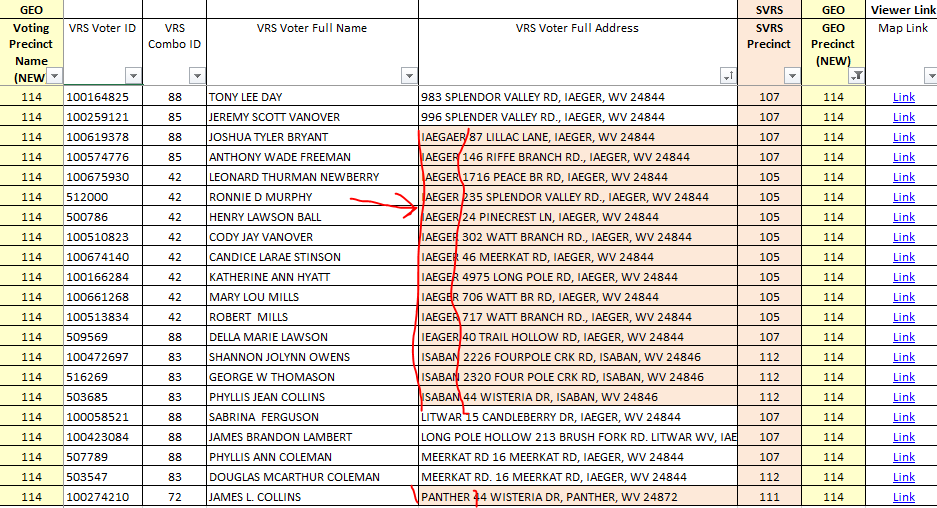 GEO SVRS GEO Viewer Link
Voting Precinct Name (NEW VRS Voter ID VRS Combo ID VRS Voter Full Name VRS Voter Full Address SVRS Precinct GEO Precinct (NEW) Map Link
114 100164825 88 TONY LEE DAY 983 SPLENDOR VALLEY RD, IAEGER, WV 24844 107 114 Link
114 100259121 85 JEREMY SCOTT VANOVER 996 SPLENDER VALLEY RD., IAEGER, WV 24844 107 114 Link
114 100619378 88 JOSHUA TYLER BRYANT IAEGAER 87 LILLAC LANE, IAEGER, WV 24844 107 114 Link
114 100574776 85 ANTHONY WADE FREEMAN IAEGER 146 RIFFE BRANCH RD., IAEGER, WV 24844 107 114 Link
114 100675930 42 LEONARD THURMAN NEWBERRY IAEGER 1716 PEACE BR RD, IAEGER, WV 24844 105 114 Link
114 512000 42 RONNIE D MURPHY IAEGER 235 SPLENDOR VALLEY RD., IAEGER, WV 24844 105 114 Link
114 500786 42 HENRY LAWSON BALL IAEGER 24 PINECREST LN, IAEGER, WV 24844 105 114 Link
114 100510823 42 CODY JAY VANOVER IAEGER 302 WATT BRANCH RD., IAEGER, WV 24844 105 114 Link
114 100674140 42 CANDICE LARAE STINSON IAEGER 46 MEERKAT RD, IAEGER, WV 24844 105 114 Link
114 100166284 42 KATHERINE ANN HYATT IAEGER 4975 LONG POLE RD, IAEGER, WV 24844 105 114 Link
114 100661268 42 MARY LOU MILLS IAEGER 706 WATT BR RD, IAEGER, WV 24844 105 114 Link
114 100513834 42 ROBERT MILLS IAEGER 717 WATT BRANCH RD., IAEGER, WV 24844 105 114 Link
114 509569 88 DELLA MARIE LAWSON IEAGER 40 TRAIL HOLLOW RD, IAEGER, WV 24844 107 114 Link
114 100472697 83 SHANNON JOLYNN OWENS ISABAN 2226 FOURPOLE CRK RD, ISABAN, WV 24846 112 114 Link
114 516269 83 GEORGE W THOMASON ISABAN 2320 FOUR POLE CRK RD, ISABAN, WV 24846 112 114 Link
114 503685 83 PHYLLIS JEAN COLLINS ISABAN 44 WISTERIA DR, ISABAN, WV 24846 112 114 Link
114 100058521 88 SABRINA FERGUSON LITWAR 15 CANDLEBERRY DR, IAEGER, WV 24844 107 114 Link
114 100423084 88 JAMES BRANDON LAMBERT LONG POLE HOLLOW 213 BRUSH FORK RD. LITWAR WV, IAE 107 114 Link
114 507789 88 PHYLLIS ANN COLEMAN MEERKAT RD 16 MEERKAT RD, IAEGER, WV 24844 107 114 Link
114 503547 83 DOUGLAS MCARTHUR COLEMAN MEERKAT RD. 16 MEERKAT RD, IAEGER, WV 24844 112 114 Link
114 100274210 72 JAMES L. COLLINS PANTHER 44 WISTERIA DR, PANTHER, WV 24872 111 114 Link